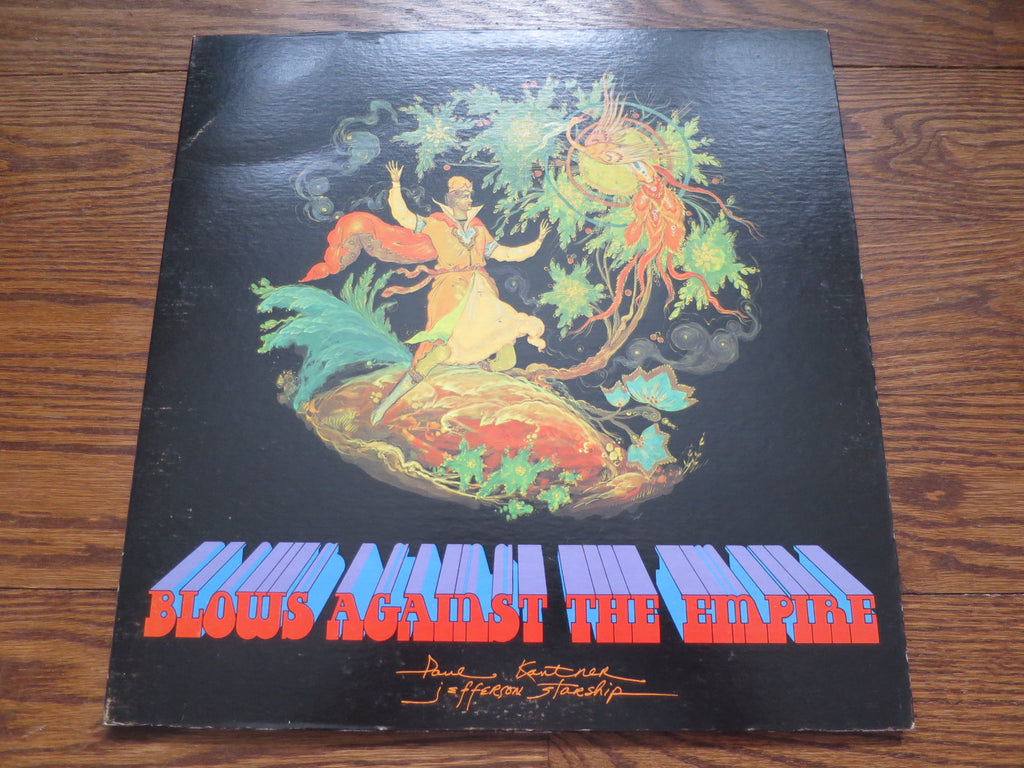 BLOWS AGAINST THE EMPIRE
Paul Kantner
jefferson starship